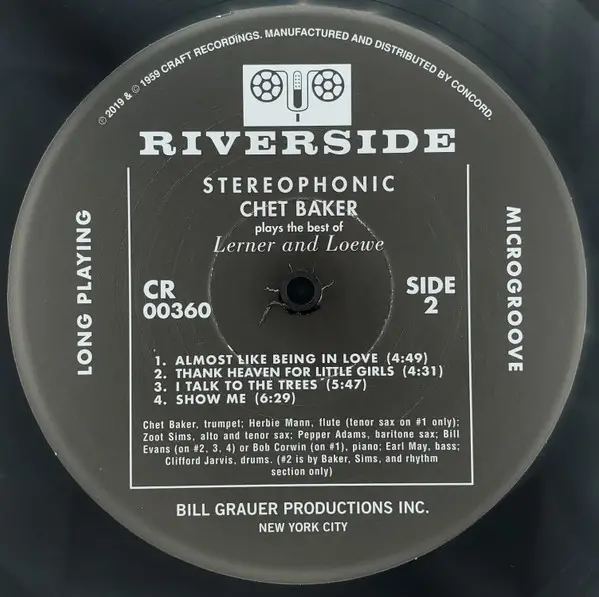 ℗ 2019 & © 1959 CRAFT RECORDINGS. MANUFACTURED AND DISTRIBUTED BY CONCORD.
RIVERSIDE
STEREOPHONIC
CHET BAKER
plays the best of
Lerner and Loewe
LONG PLAYING
MICROGROOVE
CR
00360
SIDE
2
1. ALMOST LIKE BEING IN LOVE (4:49)
2. THANK HEAVEN FOR LITTLE GIRLS (4:31)
3. I TALK TO THE TREES (5:47)
4. SHOW ME (6:29)
Chet Baker, trumpet; Herbie Mann, flute (tenor sax on #1 only);
Zoot Sims, alto and tenor sax; Pepper Adams, baritone sax; Bill
Evans (on #2, 3, 4) or Bob Corwin (on #1), piano; Earl May, bass;
Clifford Jarvis, drums. (#2 is by Baker, Sims, and rhythm
section only)
BILL GRAUER PRODUCTIONS INC.
NEW YORK CITY